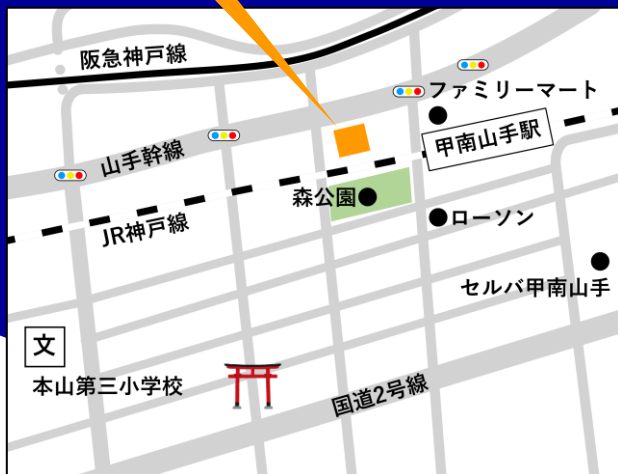 阪急神戸線
ファミリーマート
甲南山手駅
山手幹線
森公園
JR神戸線
ローソン
セルバ甲南山手
文
本山第三小学校
国道2号線